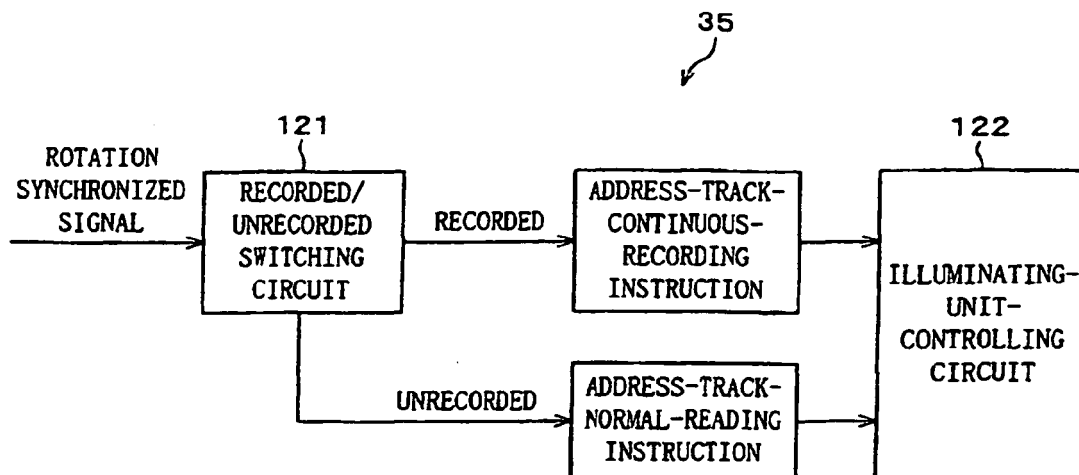 35
121
122
ROTATION
SYNCHRONIZED
SIGNAL
RECORDED/
UNRECORDED
SWITCHING
CIRCUIT
RECORDED
ADDRESS-TRACK-
CONTINUOUS-
RECORDING
INSTRUCTION
ILLUMINATING-
UNIT-
CONTROLLING
CIRCUIT
UNRECORDED
ADDRESS-TRACK-
NORMAL-READING
INSTRUCTION